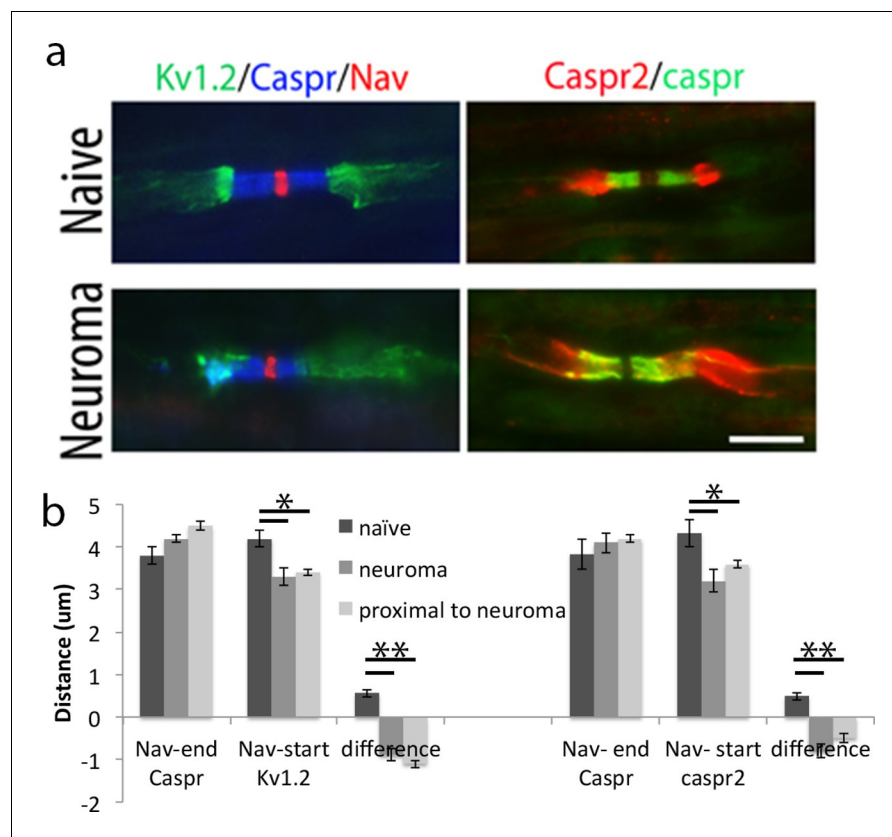 a
Kv1.2/Caspr/Nav
Caspr2/caspr
Naive
Neuroma
b
5
4
3
2
1
0
-1
-2
Distance (um)
*
**
*
**
naïve
neuroma
proximal to neuroma
Nav-end
Caspr
Nav-start
Kv1.2
difference
Nav- end
Caspr
Nav- start
caspr2
difference